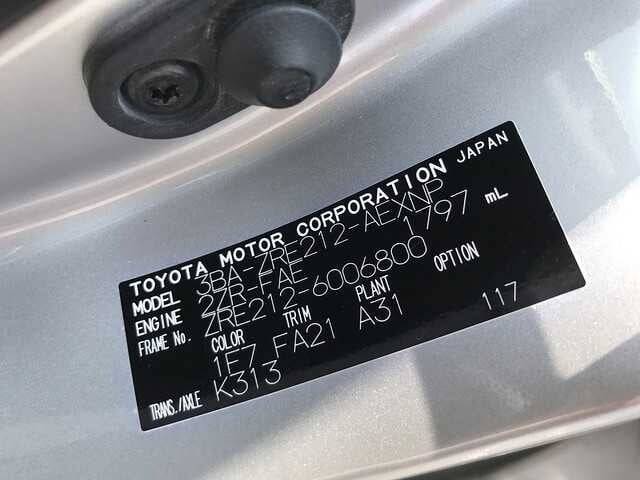 TOYOTA MOTOR CORPORATION JAPAN
MODEL 3BA-ZRE212-AEXNP
ENGINE 2ZR-FAE 1797 mL
FRAME No. ZRE212-6006800
COLOR TRIM PLANT OPTION
1F7 FA21 A31 117
TRANS./AXLE K313